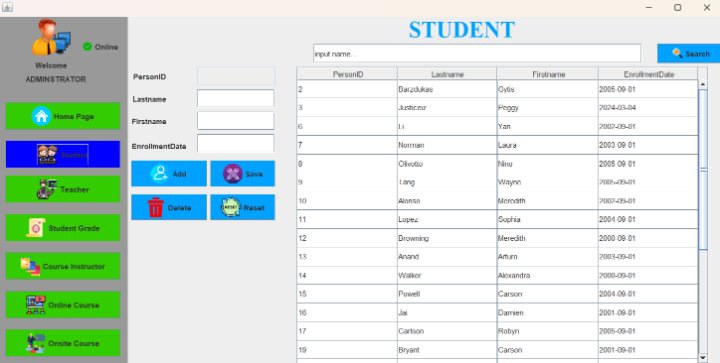 STUDENT
Online
Welcome
ADMINSTRATOR
input name...
Search
Home Page
Student
Teacher
Student Grade
Course Instructor
Online Course
Onsite Course
PersonID
Lastname
Firstname
EnrollmentDate
Add
Save
Delete
Reset
PersonID Lastname Firstname EnrollmentDate
2 Barzdukas Gytis 2005-09-01
3 Justiceur Peggy 2024-03-04
6 Li Yan 2002-09-01
7 Norman Laura 2003-09-01
8 Olivotto Nino 2005-09-01
9 Tang Wayne 2005-09-01
10 Alonso Meredith 2002-09-01
11 Lopez Sophia 2004-09-01
12 Browning Meredith 2000-09-01
13 Anand Arturo 2003-09-01
14 Walker Alexandra 2000-09-01
15 Powell Carson 2004-09-01
16 Jai Damien 2001-09-01
17 Carlson Robyn 2005-09-01
19 Bryant Carson 2001-09-01